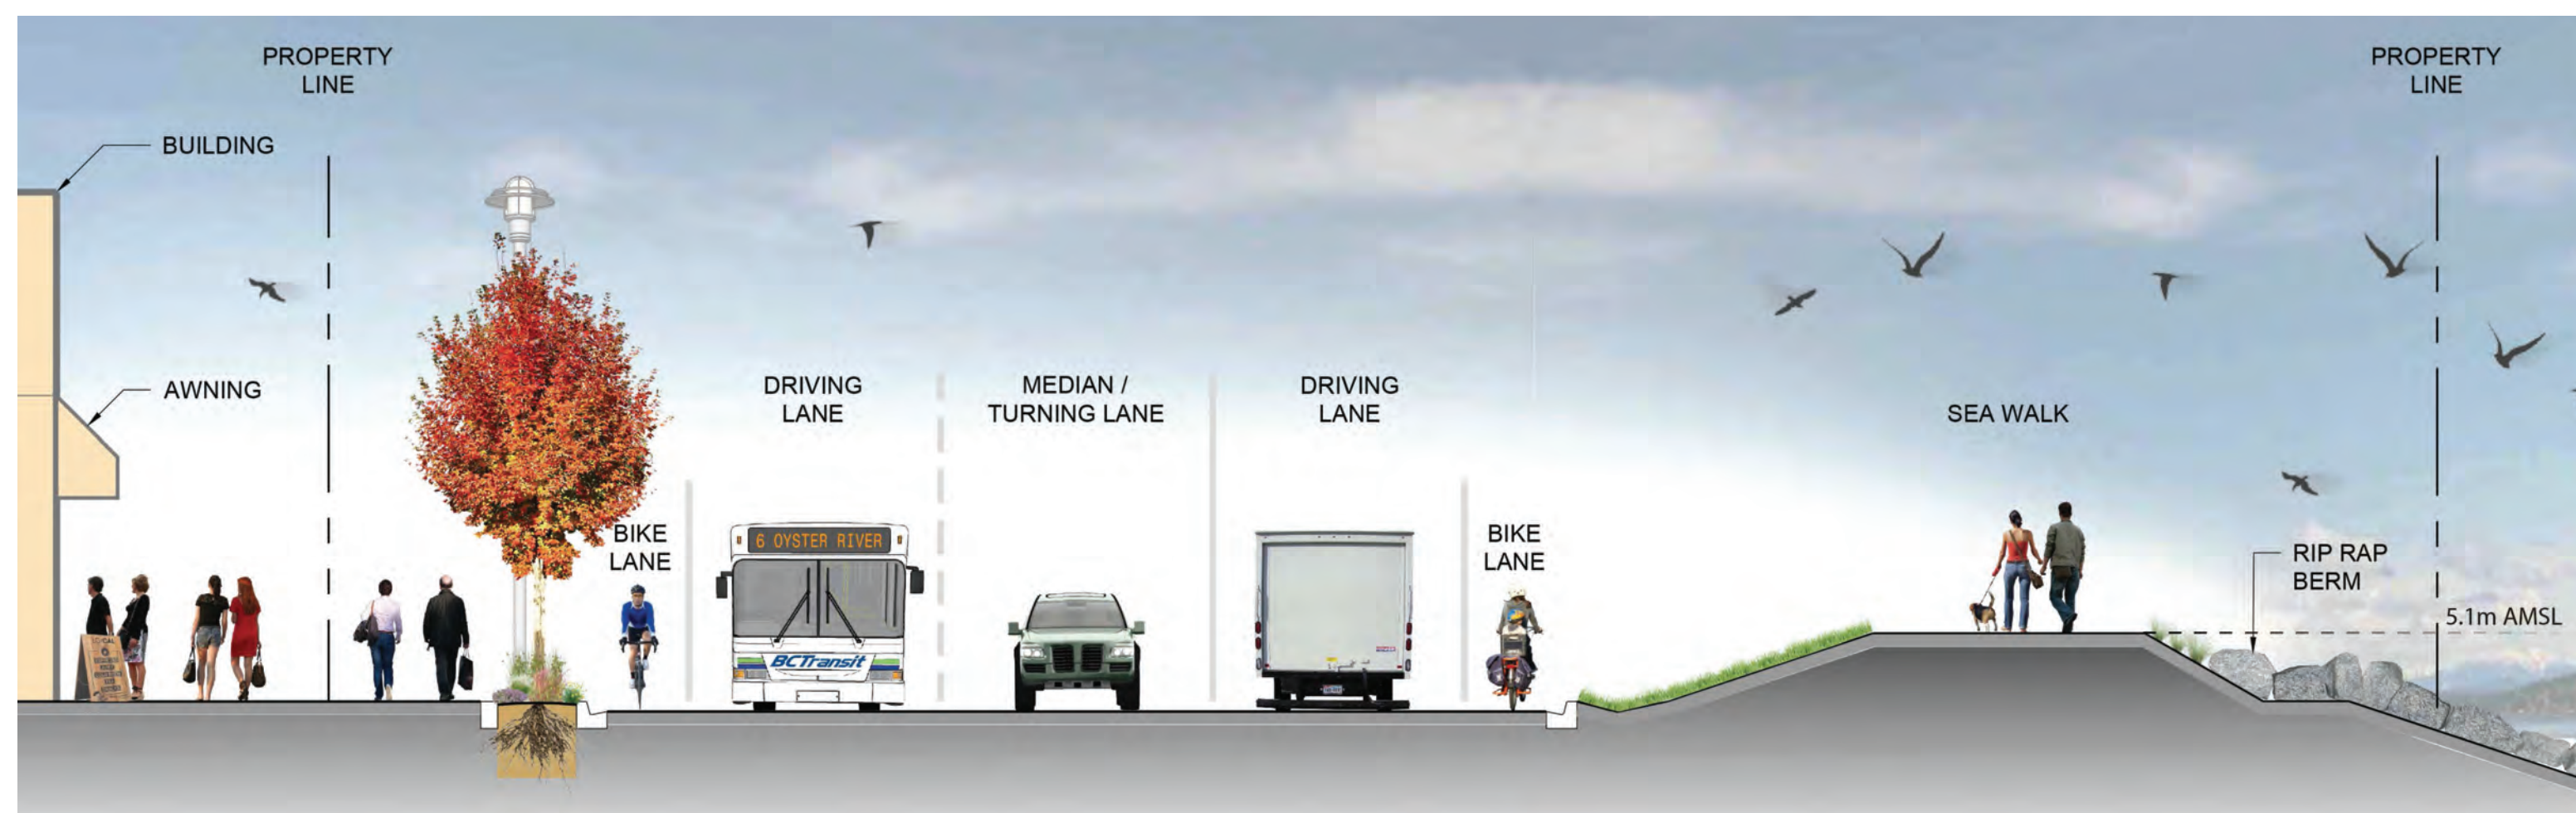 PROPERTY
LINE
PROPERTY
LINE
BUILDING
AWNING
DRIVING
LANE
MEDIAN /
TURNING LANE
DRIVING
LANE
SEA WALK
BIKE
LANE
6 OYSTER RIVER
BIKE
LANE
RIP RAP
BERM
5.1m AMSL
LOCAL
BCTransit